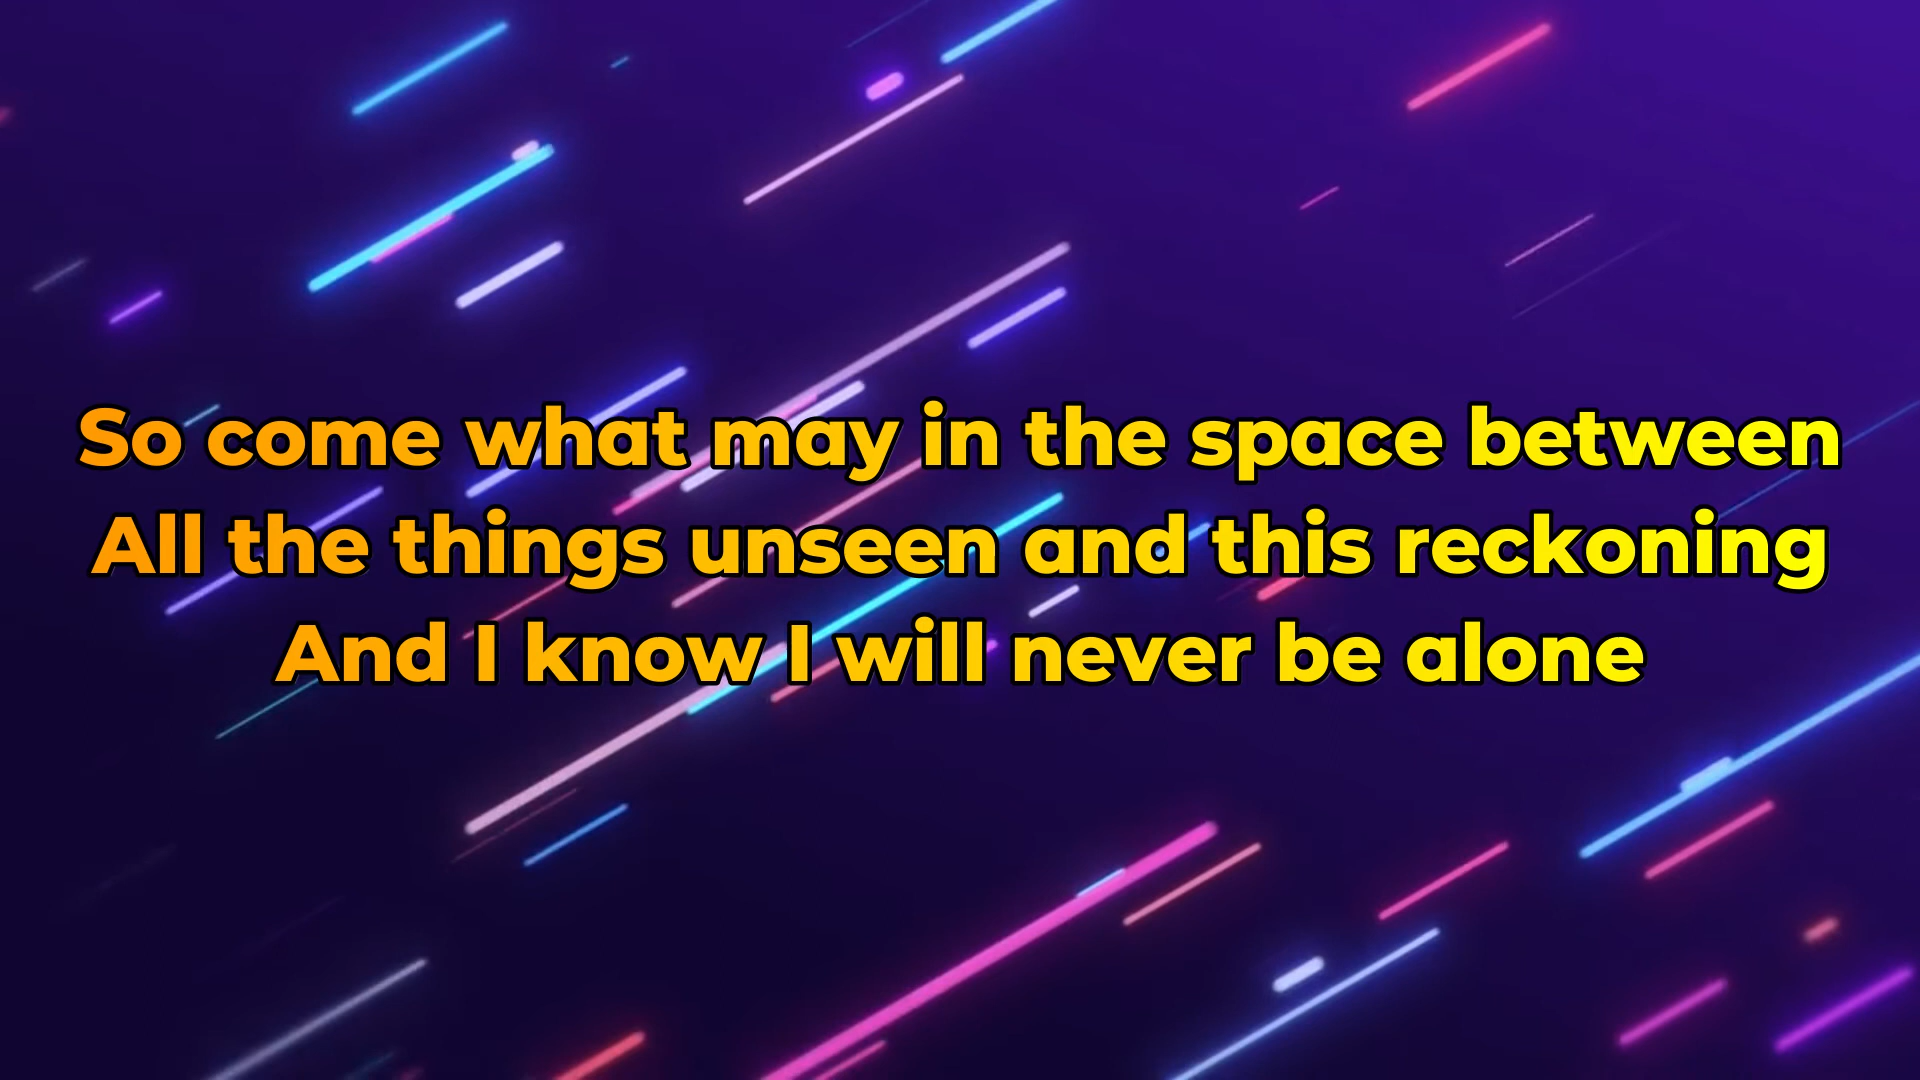 So come what may in the space between
All the things unseen and this reckoning
And I know I will never be alone